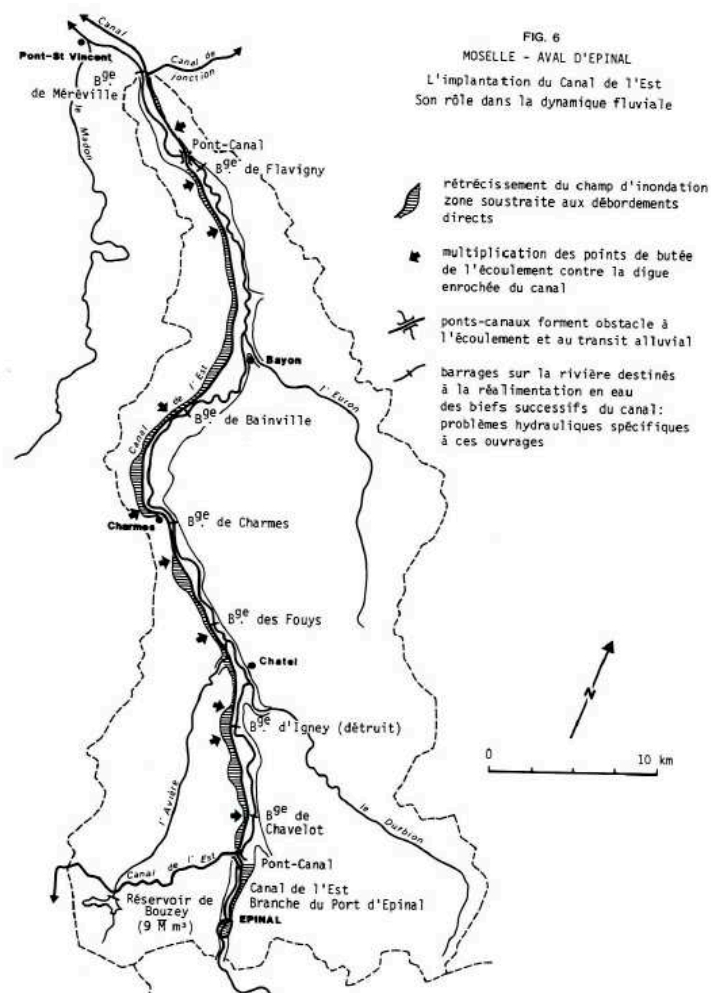 FIG. 6
MOSELLE - AVAL D'EPINAL
L'implantation du Canal de l'Est
Son rôle dans la dynamique fluviale
rétrécissement du champ d'inondation
zone soustraite aux débordements
directs
multiplication des points de butée
de l'écoulement contre la digue
enrochée du canal
ponts-canaux forment obstacle à
l'écoulement et au transit alluvial
barrages sur la rivière destinés
à la réalimentation en eau
des biefs successifs du canal:
problèmes hydrauliques spécifiques
à ces ouvrages
Canal
Pont-St Vincent
Canal de
jonction
Bge.
de Méréville
le Madon
Pont-Canal
Bge. de Flavigny
Bayon
l'Euron
Canal de l'Est
Bge. de Bainville
Charmes
Bge. de Charmes
Bge. des Fouys
Chatel
Bge. d'Igney (détruit)
N
0 10 km
l'Avière
Bge. de
Chavelot
le Durbion
Canal de l'Est
Pont-Canal
Canal de l'Est
Branche du Port d'Epinal
Réservoir de
Bouzey
(9 M m³)
EPINAL